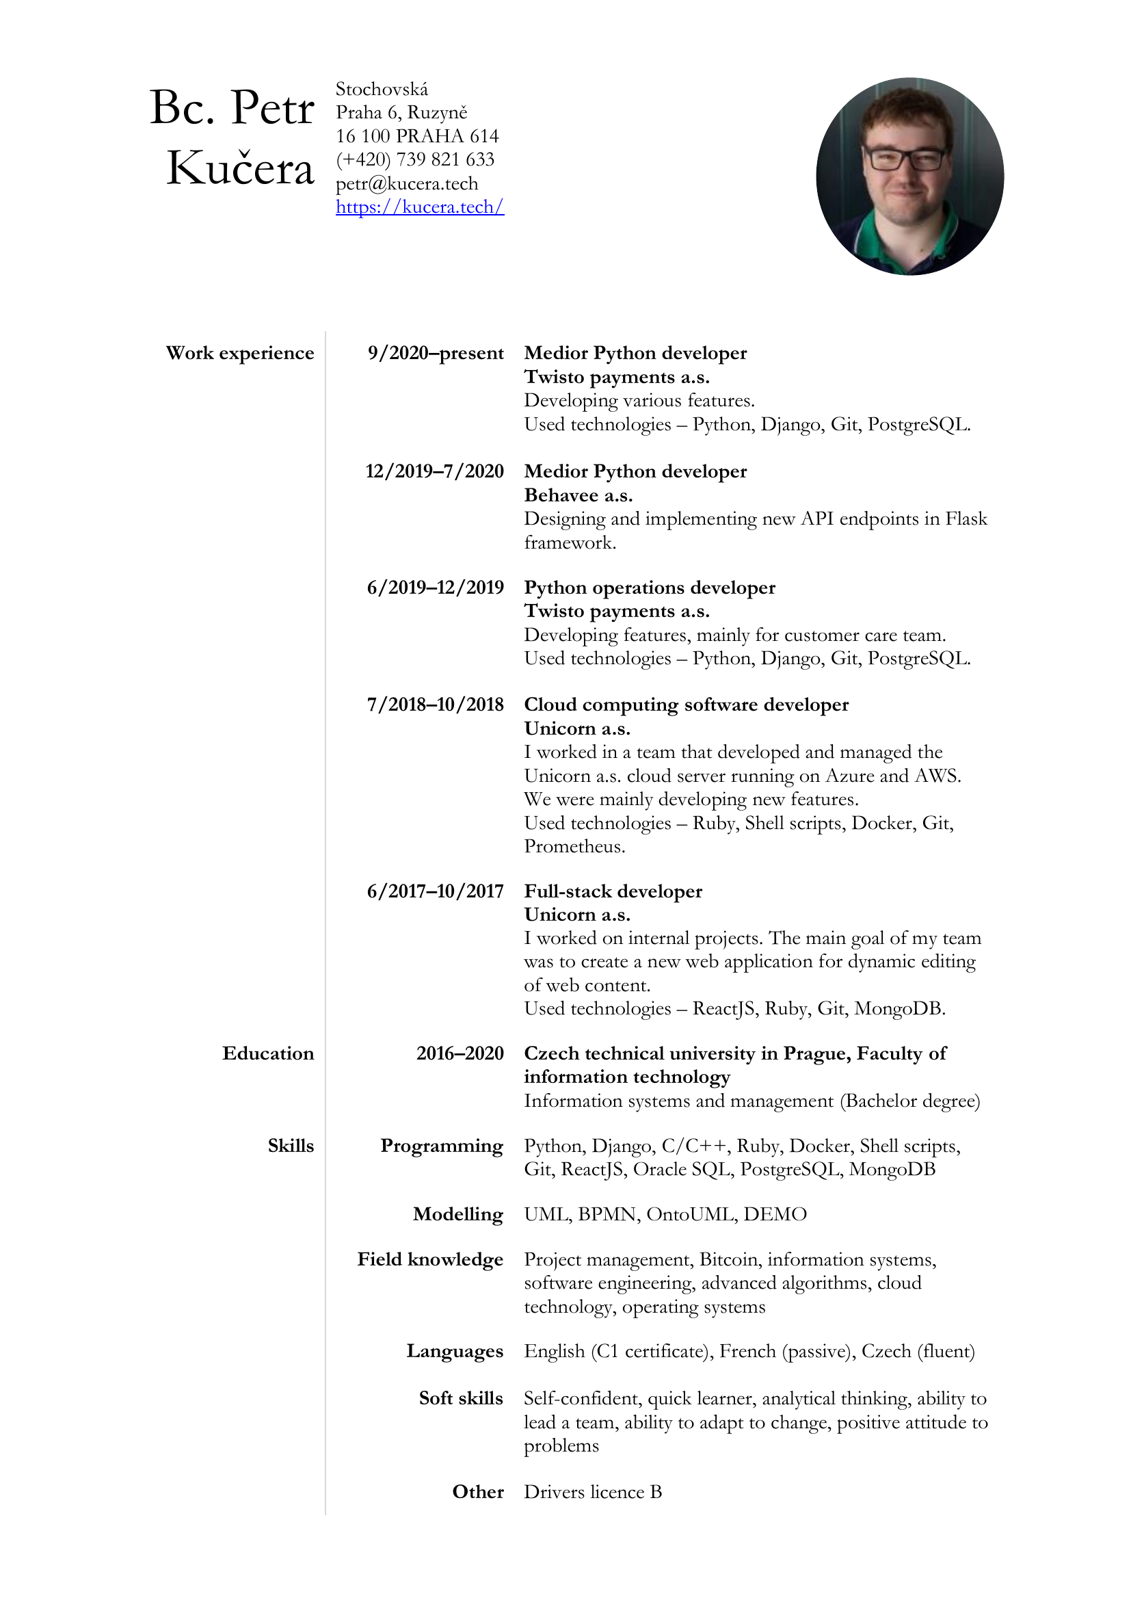 Bc. Petr
Kučera
Stochovská
Praha 6, Ruzyně
16 100 PRAHA 614
(+420) 739 821 633
petr@kucera.tech
https://kucera.tech/
Work experience
9/2020–present
Medior Python developer
Twisto payments a.s.
Developing various features.
Used technologies – Python, Django, Git, PostgreSQL.
12/2019–7/2020
Medior Python developer
Behavee a.s.
Designing and implementing new API endpoints in Flask
framework.
6/2019–12/2019
Python operations developer
Twisto payments a.s.
Developing features, mainly for customer care team.
Used technologies – Python, Django, Git, PostgreSQL.
7/2018–10/2018
Cloud computing software developer
Unicorn a.s.
I worked in a team that developed and managed the
Unicorn a.s. cloud server running on Azure and AWS.
We were mainly developing new features.
Used technologies – Ruby, Shell scripts, Docker, Git,
Prometheus.
6/2017–10/2017
Full-stack developer
Unicorn a.s.
I worked on internal projects. The main goal of my team
was to create a new web application for dynamic editing
of web content.
Used technologies – ReactJS, Ruby, Git, MongoDB.
Education
2016–2020
Czech technical university in Prague, Faculty of
information technology
Information systems and management (Bachelor degree)
Skills
Programming
Python, Django, C/C++, Ruby, Docker, Shell scripts,
Git, ReactJS, Oracle SQL, PostgreSQL, MongoDB
Modelling
UML, BPMN, OntoUML, DEMO
Field knowledge
Project management, Bitcoin, information systems,
software engineering, advanced algorithms, cloud
technology, operating systems
Languages
English (C1 certificate), French (passive), Czech (fluent)
Soft skills
Self-confident, quick learner, analytical thinking, ability to
lead a team, ability to adapt to change, positive attitude to
problems
Other
Drivers licence B